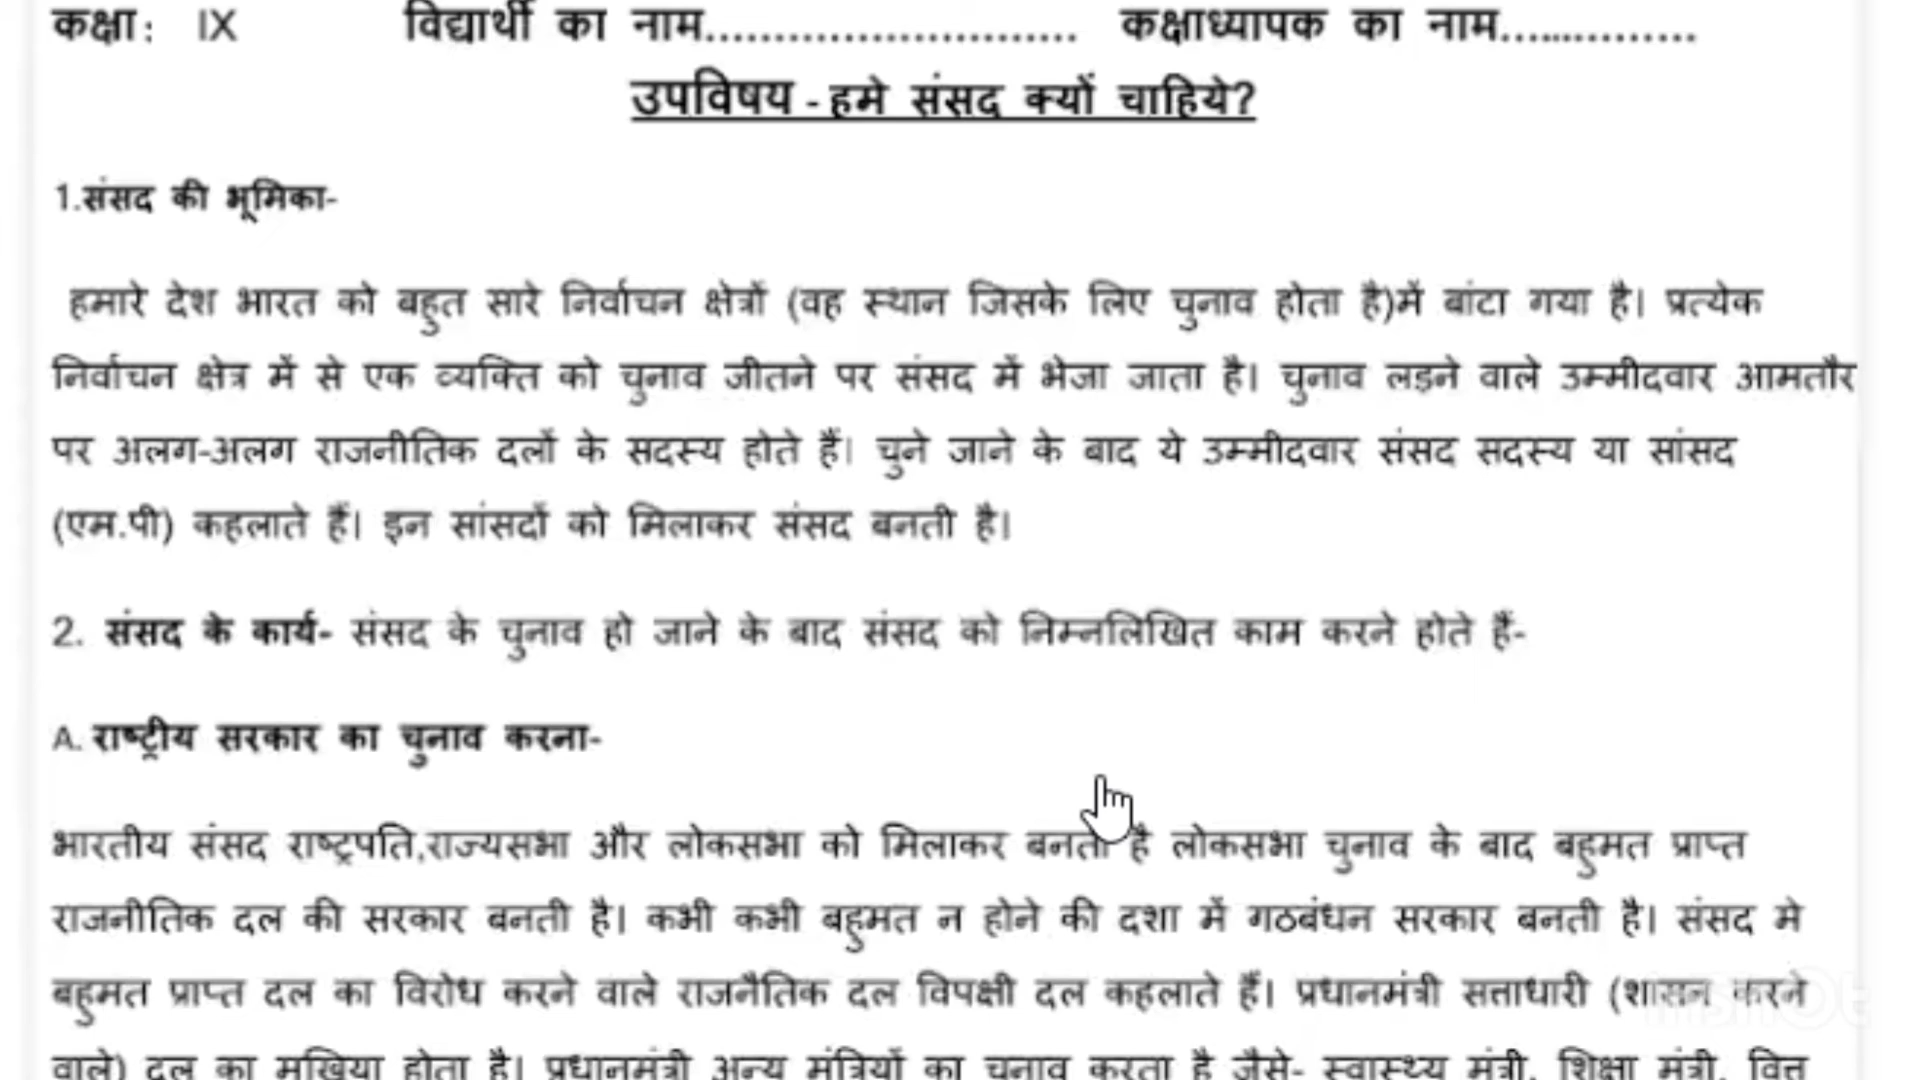 कक्षा: IX विद्यार्थी का नाम........................... कक्षाध्यापक का नाम...............
उपविषय - हमे संसद क्यों चाहिये?
1.संसद की भूमिका-
हमारे देश भारत को बहुत सारे निर्वाचन क्षेत्रों (वह स्थान जिसके लिए चुनाव होता है)में बांटा गया है। प्रत्येक
निर्वाचन क्षेत्र में से एक व्यक्ति को चुनाव जीतने पर संसद में भेजा जाता है। चुनाव लड़ने वाले उम्मीदवार आमतौर
पर अलग-अलग राजनीतिक दलों के सदस्य होते हैं। चुने जाने के बाद ये उम्मीदवार संसद सदस्य या सांसद
(एम.पी) कहलाते हैं। इन सांसदों को मिलाकर संसद बनती है।
2. संसद के कार्य- संसद के चुनाव हो जाने के बाद संसद को निम्नलिखित काम करने होते हैं-
A. राष्ट्रीय सरकार का चुनाव करना-
भारतीय संसद राष्ट्रपति,राज्यसभा और लोकसभा को मिलाकर बनता है लोकसभा चुनाव के बाद बहुमत प्राप्त
राजनीतिक दल की सरकार बनती है। कभी कभी बहुमत न होने की दशा में गठबंधन सरकार बनती है। संसद मे
बहुमत प्राप्त दल का विरोध करने वाले राजनैतिक दल विपक्षी दल कहलाते हैं। प्रधानमंत्री सत्ताधारी (शासन करने
वाले) दल का मुखिया होता है। प्रधानमंत्री अन्य मंत्रियों का चुनाव करता है जैसे- स्वास्थ्य मंत्री, शिक्षा मंत्री, वित्त